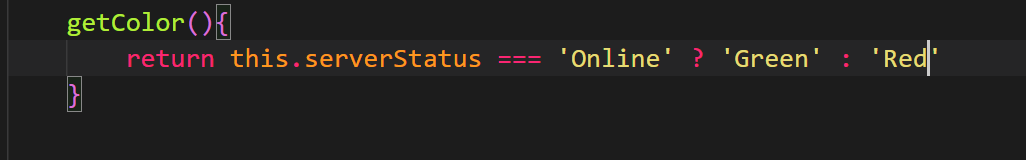 getColor(){
return this.serverStatus === 'Online' ? 'Green' : 'Red'
}